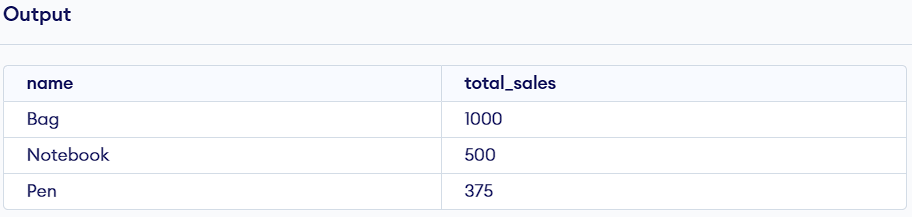 Output
name total_sales
Bag 1000
Notebook 500
Pen 375